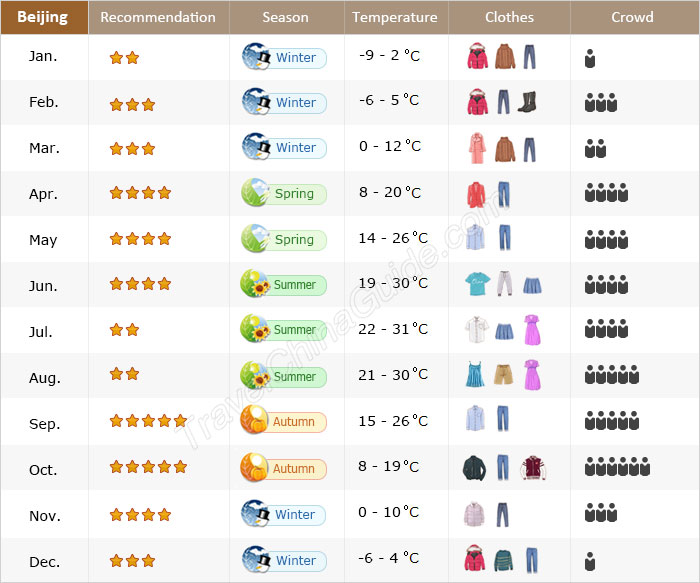 Beijing Recommendation Season Temperature Clothes Crowd
Jan. Winter -9 - 2 °C
Feb. Winter -6 - 5 °C
Mar. Winter 0 - 12 °C
Apr. Spring 8 - 20 °C
May Spring 14 - 26 °C
Jun. Summer 19 - 30 °C
Jul. Summer 22 - 31 °C
Aug. Summer 21 - 30 °C
Sep. Autumn 15 - 26 °C
Oct. Autumn 8 - 19 °C
Nov. Winter 0 - 10 °C
Dec. Winter -6 - 4 °C
TravelChinaGuide.com